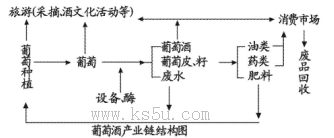 旅游(采摘,酒文化活动等)
消费市场
葡萄种植
葡萄
葡萄酒
葡萄皮、籽
废水
油类
药类
肥料
废品回收
设备、酶
www.ks5u.com
葡萄酒产业链结构图